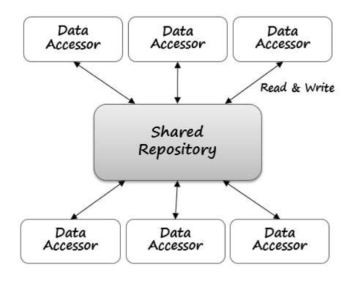 Data
Accessor
Data
Accessor
Data
Accessor
Read & Write
Shared
Repository
Data
Accessor
Data
Accessor
Data
Accessor